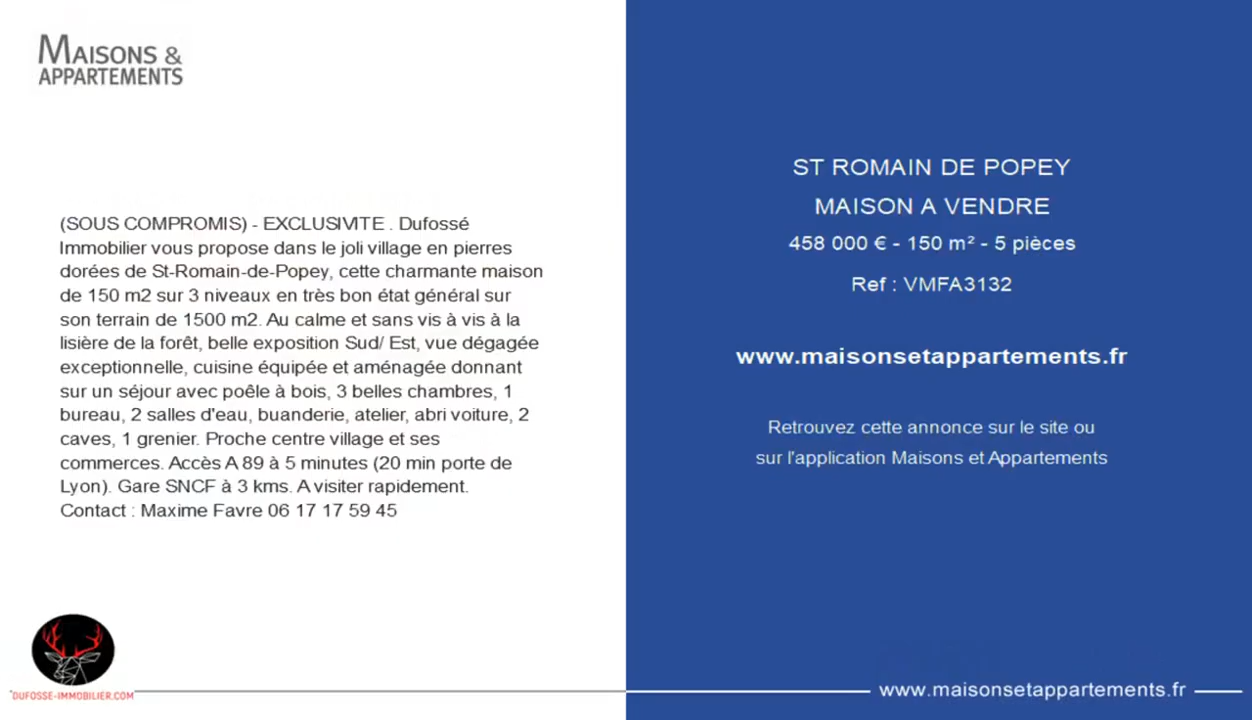 MAISONS &
APPARTEMENTS
(SOUS COMPROMIS) - EXCLUSIVITE . Dufossé
Immobilier vous propose dans le joli village en pierres
dorées de St-Romain-de-Popey, cette charmante maison
de 150 m2 sur 3 niveaux en très bon état général sur
son terrain de 1500 m2. Au calme et sans vis à vis à la
lisière de la forêt, belle exposition Sud/ Est, vue dégagée
exceptionnelle, cuisine équipée et aménagée donnant
sur un séjour avec poêle à bois, 3 belles chambres, 1
bureau, 2 salles d'eau, buanderie, atelier, abri voiture, 2
caves, 1 grenier. Proche centre village et ses
commerces. Accès A 89 à 5 minutes (20 min porte de
Lyon). Gare SNCF à 3 kms. A visiter rapidement.
Contact : Maxime Favre 06 17 17 59 45
DUFOSSE-IMMOBILIER.COM
ST ROMAIN DE POPEY
MAISON A VENDRE
458 000 € - 150 m² - 5 pièces
Ref : VMFA3132
www.maisonsetappartements.fr
Retrouvez cette annonce sur le site ou
sur l'application Maisons et Appartements
www.maisonsetappartements.fr